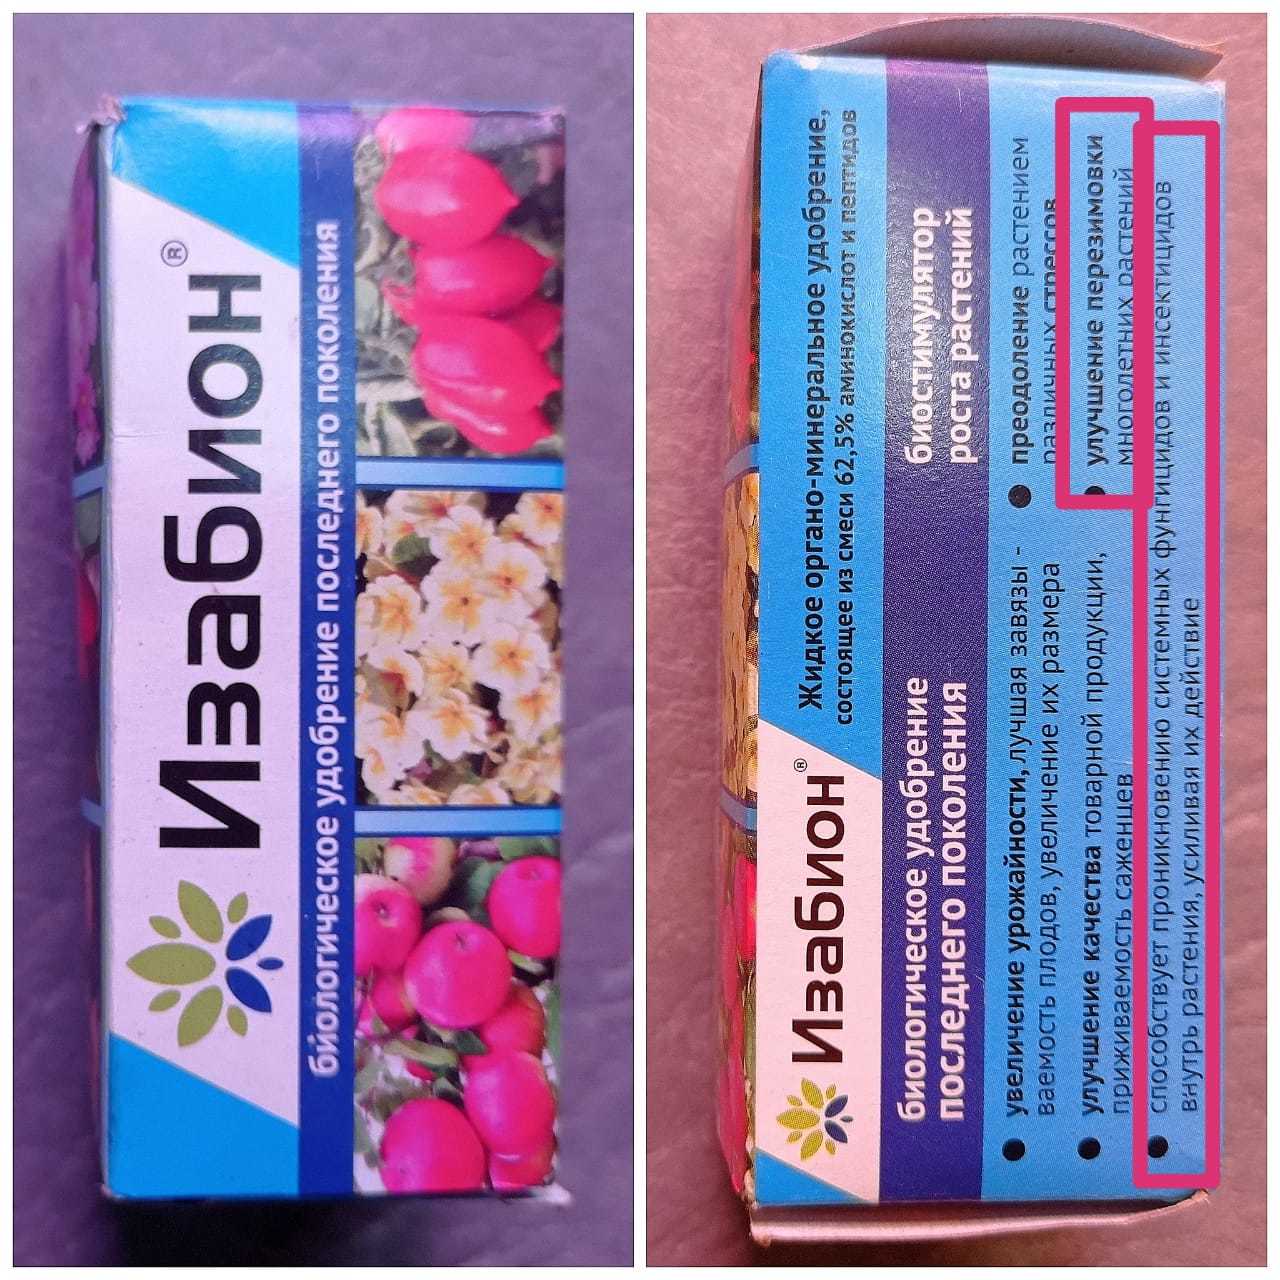 Изабион®
биологическое удобрение последнего поколения
Изабион®
Жидкое органо-минеральное удобрение,
состоящее из смеси 62,5% аминокислот и пептидов
биологическое удобрение
последнего поколения
биостимулятор
роста растений
● увеличение урожайности, лучшая завязы -
ваемость плодов, увеличение их размера
● улучшение качества товарной продукции,
приживаемость саженцев
● преодоление растением
различных стрессов
● улучшение перезимовки
многолетних растений
● способствует проникновению системных фунгицидов и инсектицидов
внутрь растения, усиливая их действие